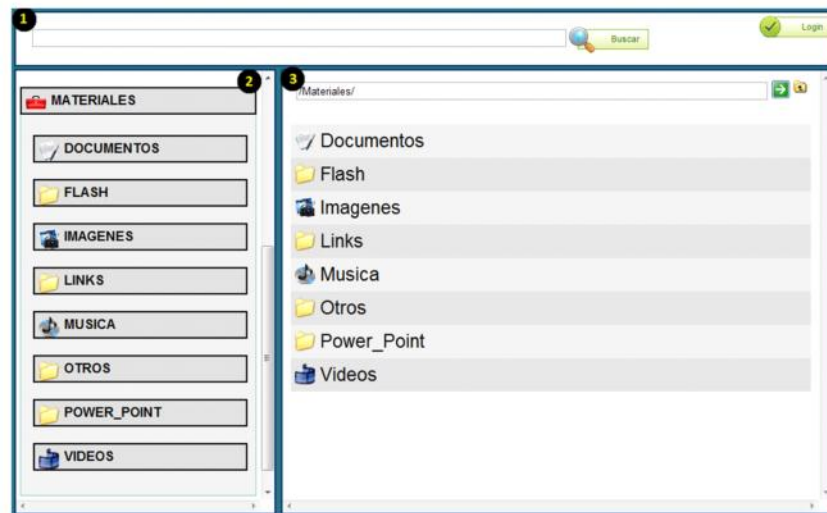 1
Buscar
Login
2
MATERIALES
DOCUMENTOS
FLASH
IMAGENES
LINKS
MUSICA
OTROS
POWER_POINT
VIDEOS
3
/Materiales/
Documentos
Flash
Imagenes
Links
Musica
Otros
Power_Point
Videos